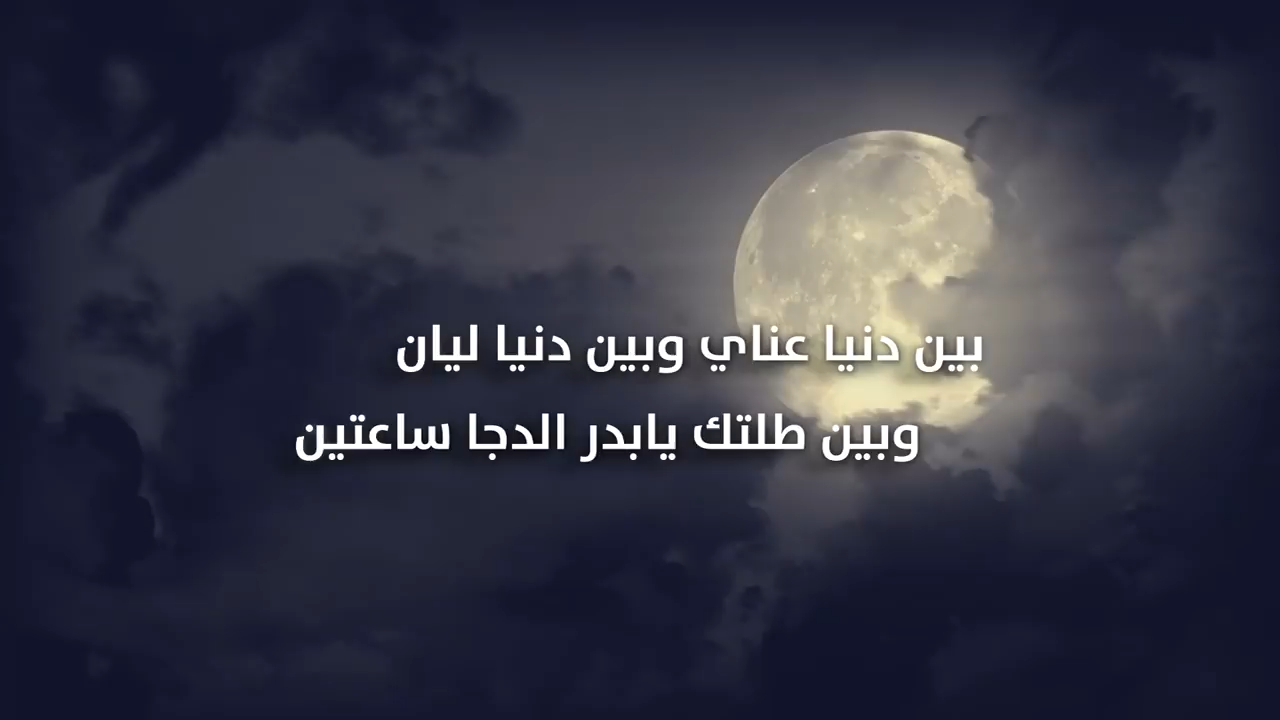 بين دنيا عناي وبين دنيا ليان
وبين طلتك يابدر الدجا ساعتين